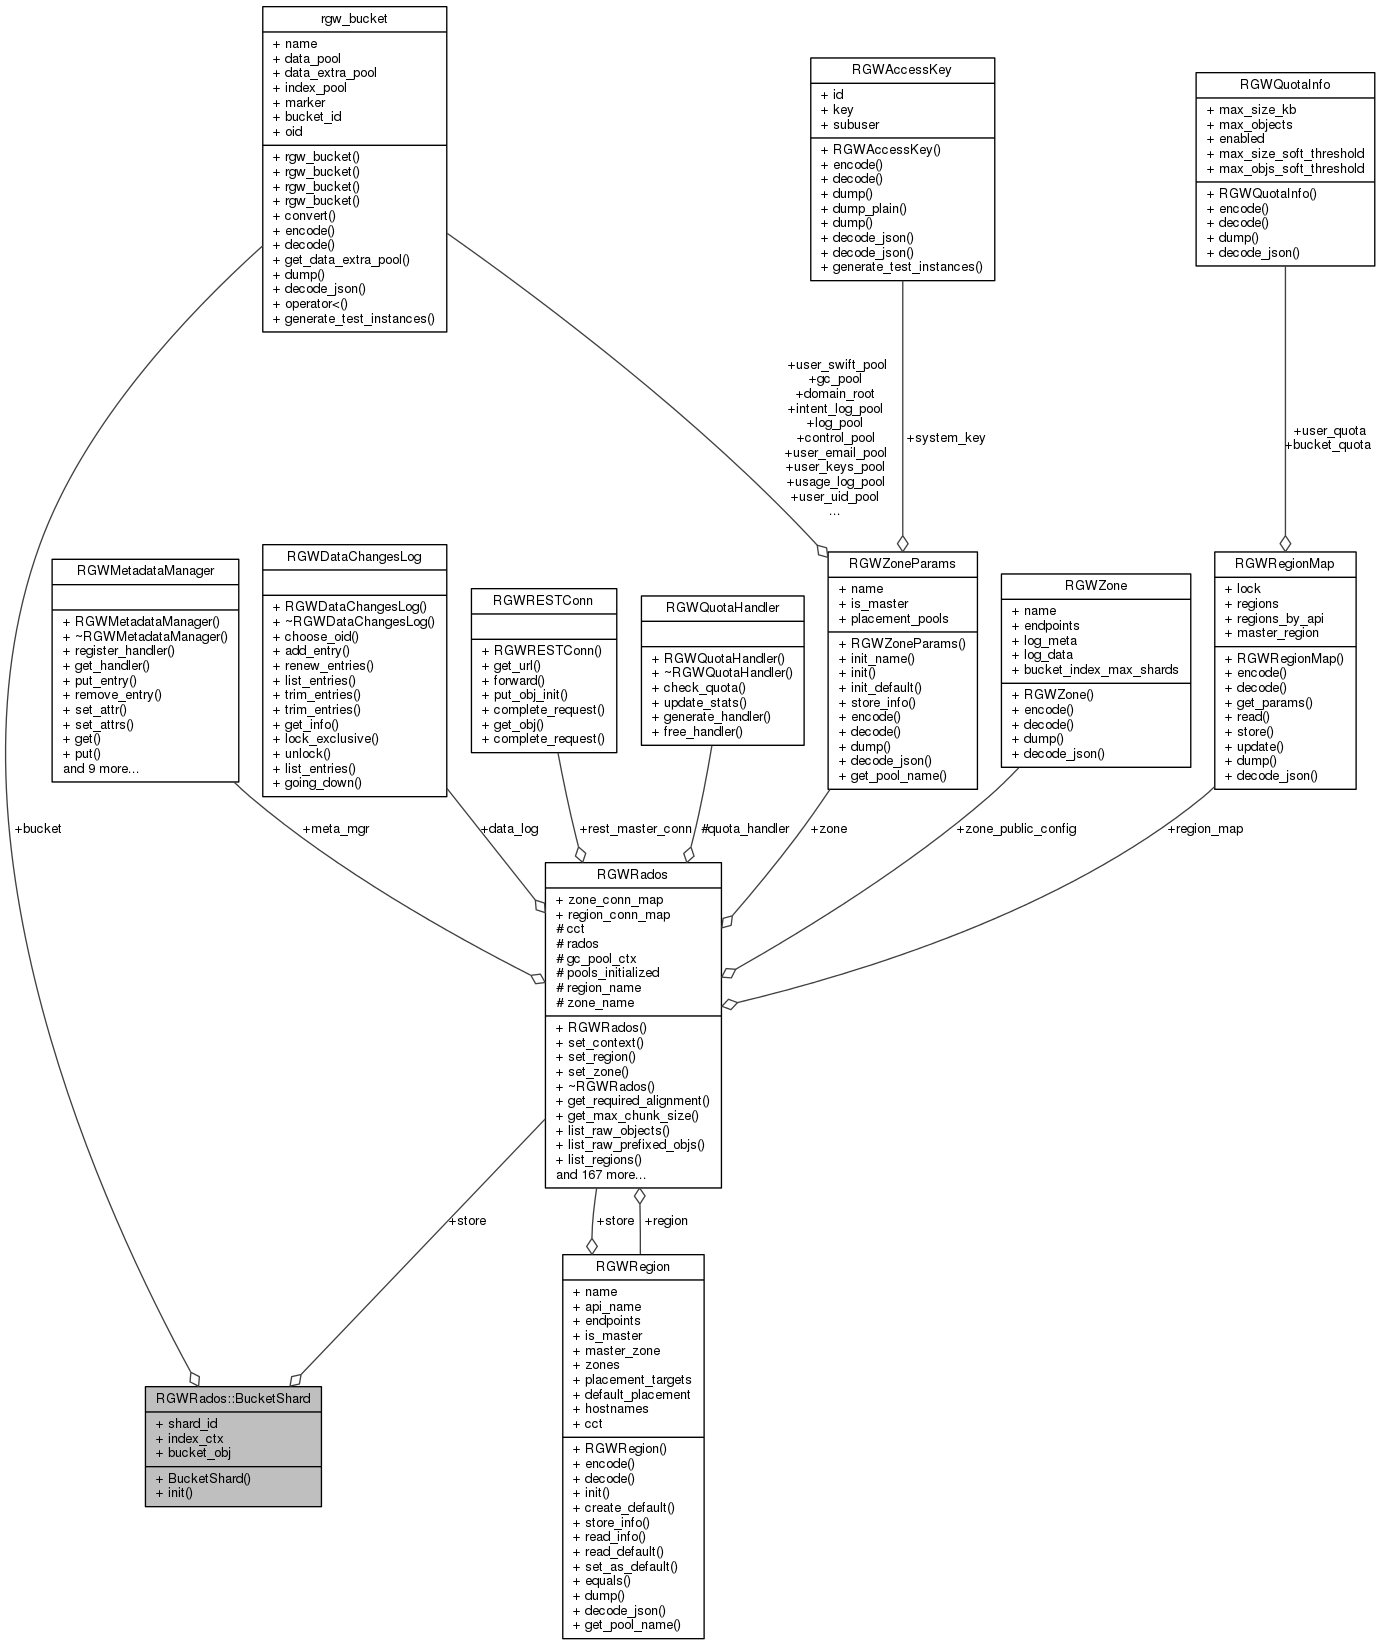 rgw_bucket
+ name
+ data_pool
+ data_extra_pool
+ index_pool
+ marker
+ bucket_id
+ oid
+ rgw_bucket()
+ rgw_bucket()
+ rgw_bucket()
+ rgw_bucket()
+ convert()
+ encode()
+ decode()
+ get_data_extra_pool()
+ dump()
+ decode_json()
+ operator<()
+ generate_test_instances()
RGWAccessKey
+ id
+ key
+ subuser
+ RGWAccessKey()
+ encode()
+ decode()
+ dump()
+ dump_plain()
+ dump()
+ decode_json()
+ decode_json()
+ generate_test_instances()
RGWQuotaInfo
+ max_size_kb
+ max_objects
+ enabled
+ max_size_soft_threshold
+ max_objs_soft_threshold
+ RGWQuotaInfo()
+ encode()
+ decode()
+ dump()
+ decode_json()
+user_swift_pool
+gc_pool
+domain_root
+intent_log_pool
+log_pool
+control_pool
+user_email_pool
+user_keys_pool
+usage_log_pool
+user_uid_pool
...
+system_key
+user_quota
+bucket_quota
RGWMetadataManager
+ RGWMetadataManager()
+ ~RGWMetadataManager()
+ register_handler()
+ get_handler()
+ put_entry()
+ remove_entry()
+ set_attr()
+ set_attrs()
+ get()
+ put()
and 9 more...
RGWDataChangesLog
+ RGWDataChangesLog()
+ ~RGWDataChangesLog()
+ choose_oid()
+ add_entry()
+ renew_entries()
+ list_entries()
+ trim_entries()
+ trim_entries()
+ get_info()
+ lock_exclusive()
+ unlock()
+ list_entries()
+ going_down()
RGWRESTConn
+ RGWRESTConn()
+ get_url()
+ forward()
+ put_obj_init()
+ complete_request()
+ get_obj()
+ complete_request()
RGWQuotaHandler
+ RGWQuotaHandler()
+ ~RGWQuotaHandler()
+ check_quota()
+ update_stats()
+ generate_handler()
+ free_handler()
RGWZoneParams
+ name
+ is_master
+ placement_pools
+ RGWZoneParams()
+ init_name()
+ init()
+ init_default()
+ store_info()
+ encode()
+ decode()
+ dump()
+ decode_json()
+ get_pool_name()
RGWZone
+ name
+ endpoints
+ log_meta
+ log_data
+ bucket_index_max_shards
+ RGWZone()
+ encode()
+ decode()
+ dump()
+ decode_json()
RGWRegionMap
+ lock
+ regions
+ regions_by_api
+ master_region
+ RGWRegionMap()
+ encode()
+ decode()
+ get_params()
+ read()
+ store()
+ update()
+ dump()
+ decode_json()
+bucket
+meta_mgr
+data_log
+rest_master_conn
#quota_handler
+zone
+zone_public_config
+region_map
RGWRados
+ zone_conn_map
+ region_conn_map
# cct
# rados
# gc_pool_ctx
# pools_initialized
# region_name
# zone_name
+ RGWRados()
+ set_context()
+ set_region()
+ set_zone()
+ ~RGWRados()
+ get_required_alignment()
+ get_max_chunk_size()
+ list_raw_objects()
+ list_raw_prefixed_objs()
+ list_regions()
and 167 more...
+store
+store
+region
RGWRegion
+ name
+ api_name
+ endpoints
+ is_master
+ master_zone
+ zones
+ placement_targets
+ default_placement
+ hostnames
+ cct
+ RGWRegion()
+ encode()
+ decode()
+ init()
+ create_default()
+ store_info()
+ read_info()
+ read_default()
+ set_as_default()
+ equals()
+ dump()
+ decode_json()
+ get_pool_name()
RGWRados::BucketShard
+ shard_id
+ index_ctx
+ bucket_obj
+ BucketShard()
+ init()